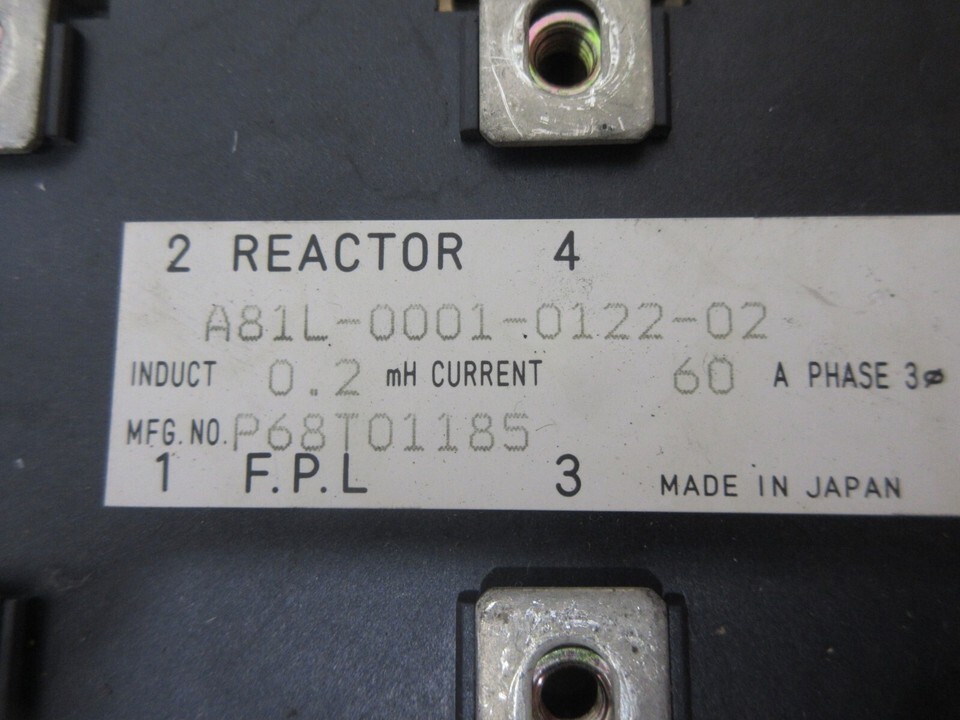 2 REACTOR 4
A81L-0001-0122-02
INDUCT 0.2 mH CURRENT 60 A PHASE 3ø
MFG.NO. P68T01185
1 F.P.L 3 MADE IN JAPAN